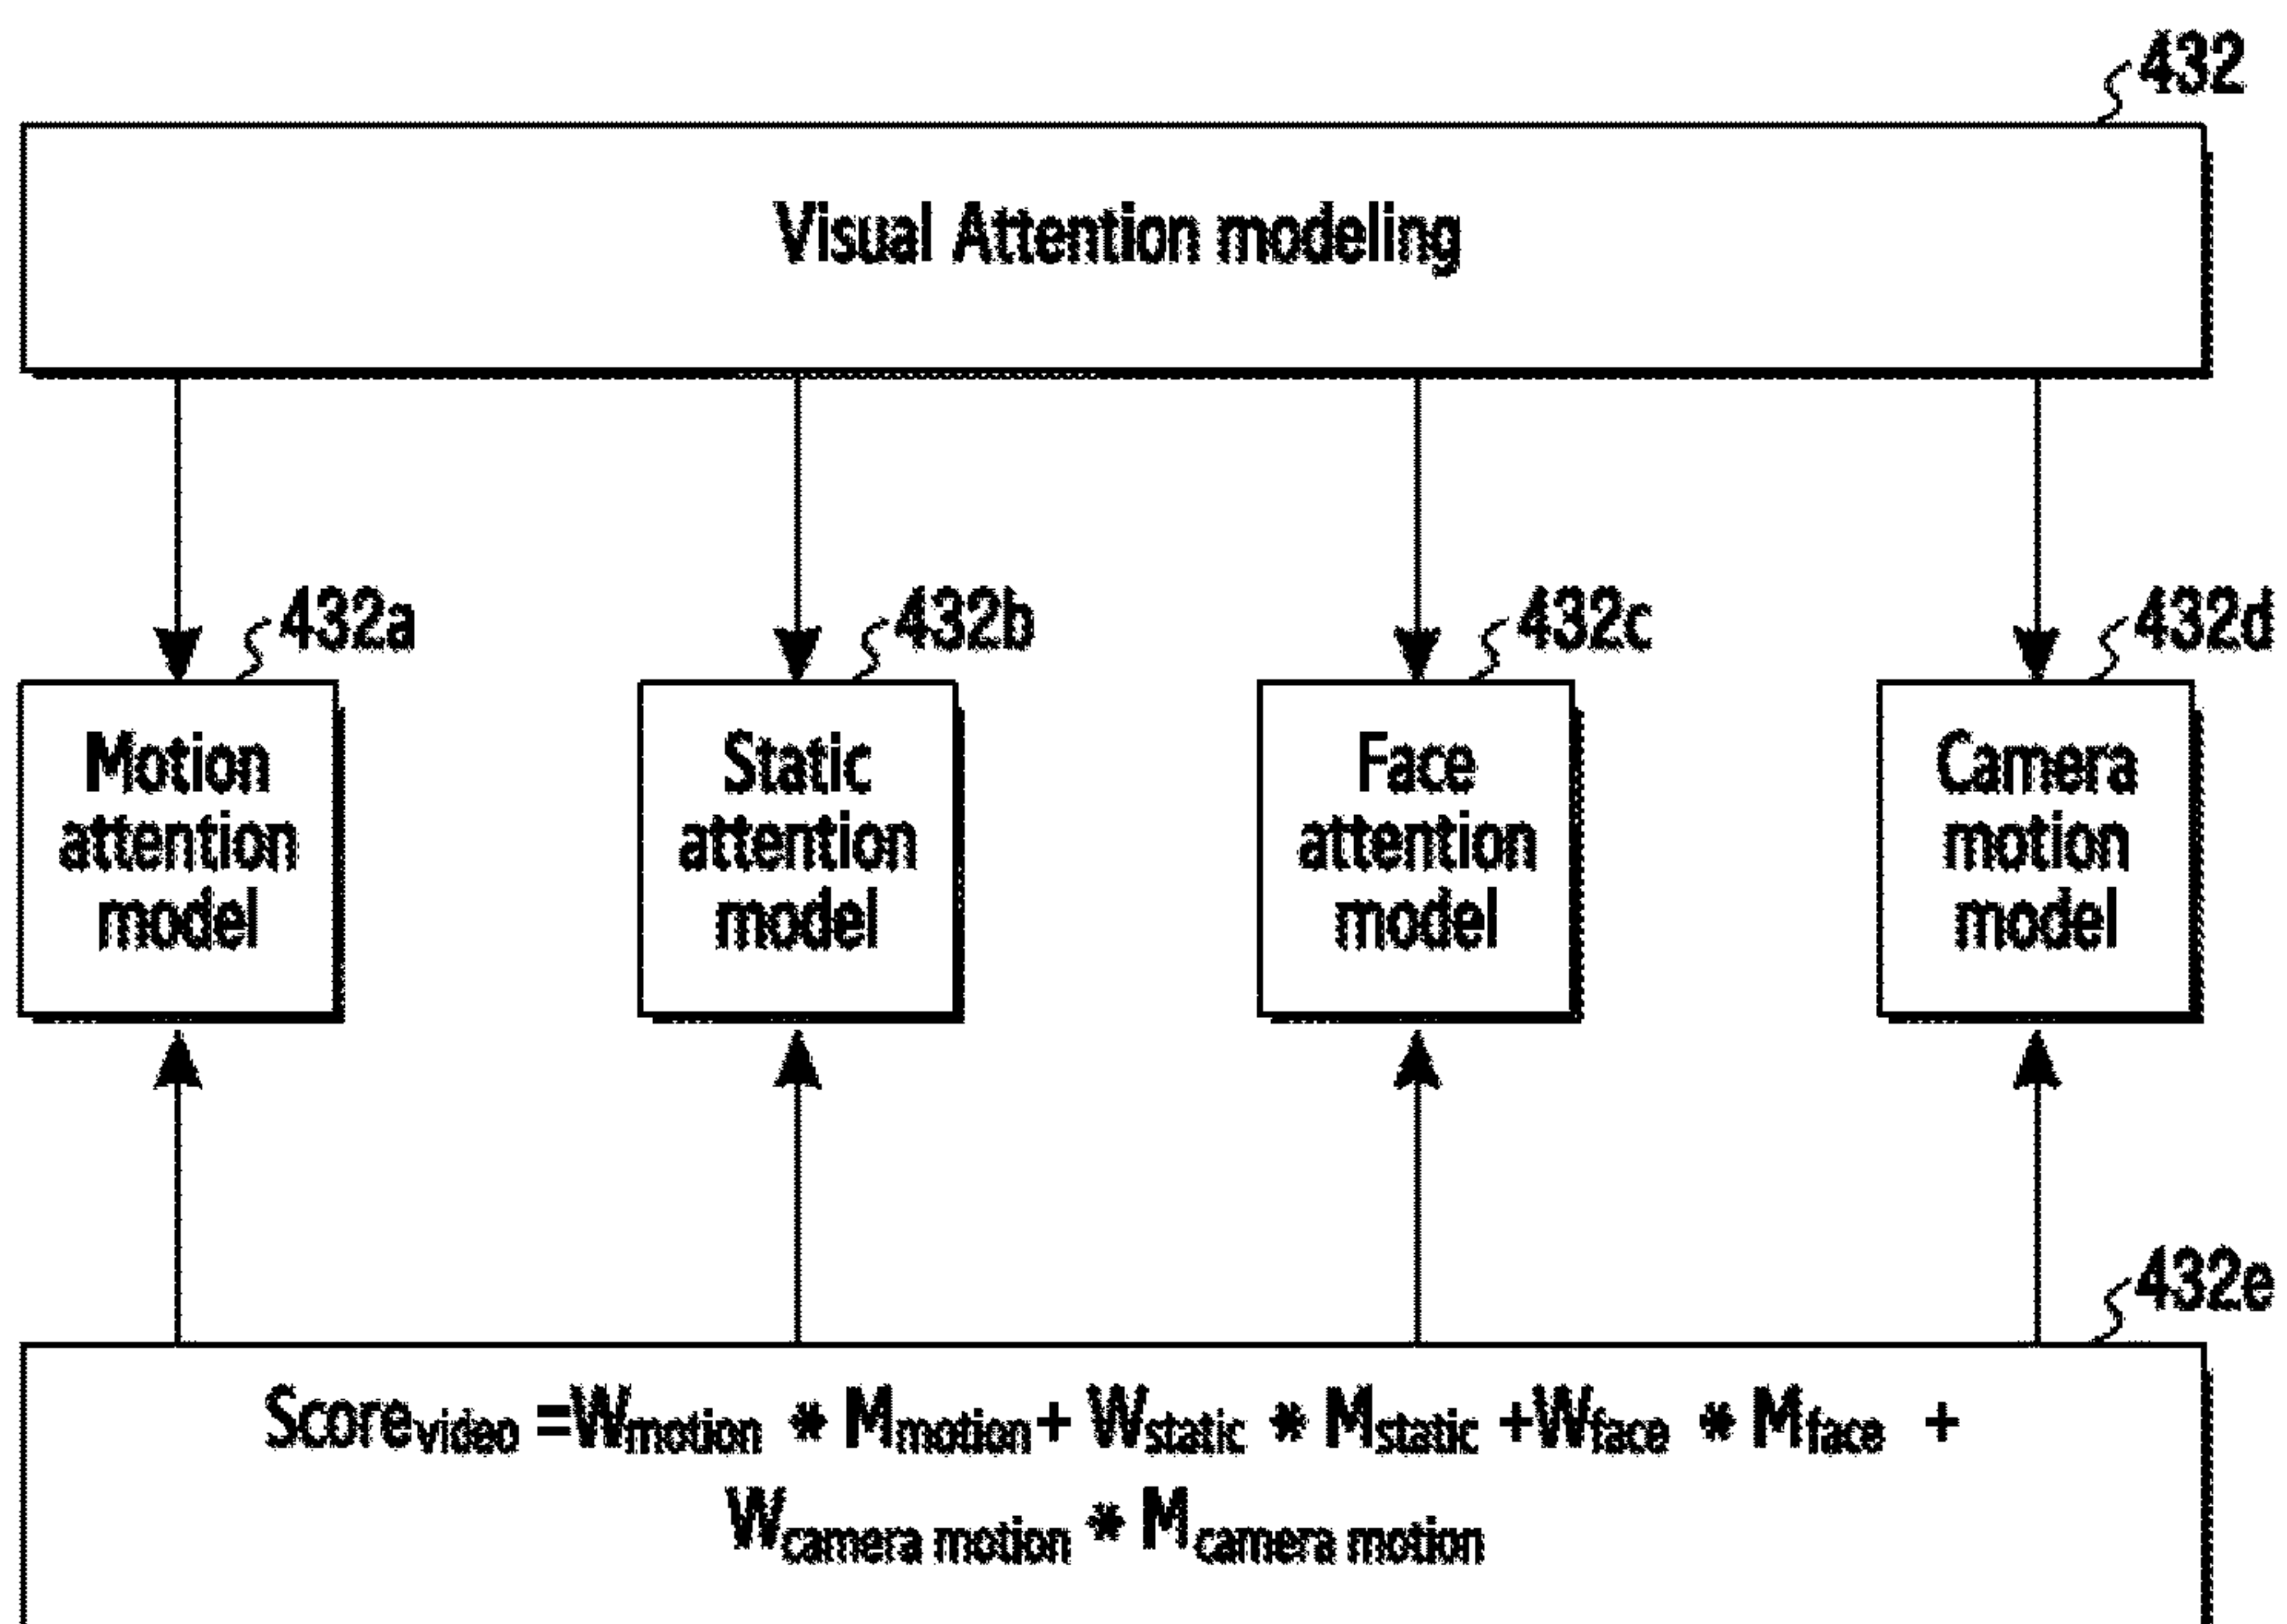 432
Visual Attention modeling
432a
432b
432c
432d
Motion
attention
model
Static
attention
model
Face
attention
model
Camera
motion
model
432e
Scorevideo =Wmotion * Mmotion+ Wstatic * Mstatic +Wface * Mface +
Wcamera motion * Mcamera motion